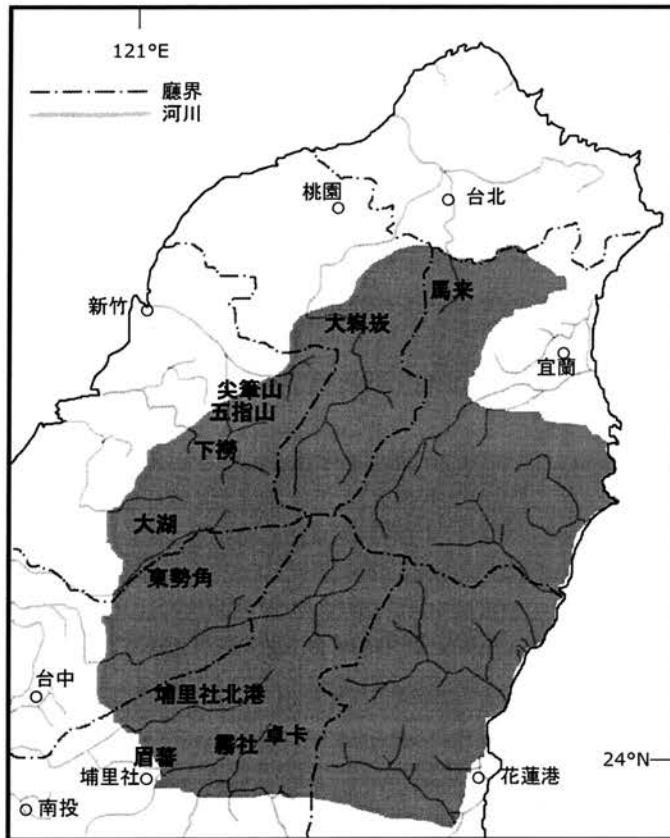 121°E
廳界
河川
桃園
台北
馬来
新竹
大嵙崁
宜蘭
尖筆山
五指山
下撈
大湖
東勢角
台中
埔里社北港
霧社
卓卡
眉蕃
24°N
埔里社
花蓮港
南投